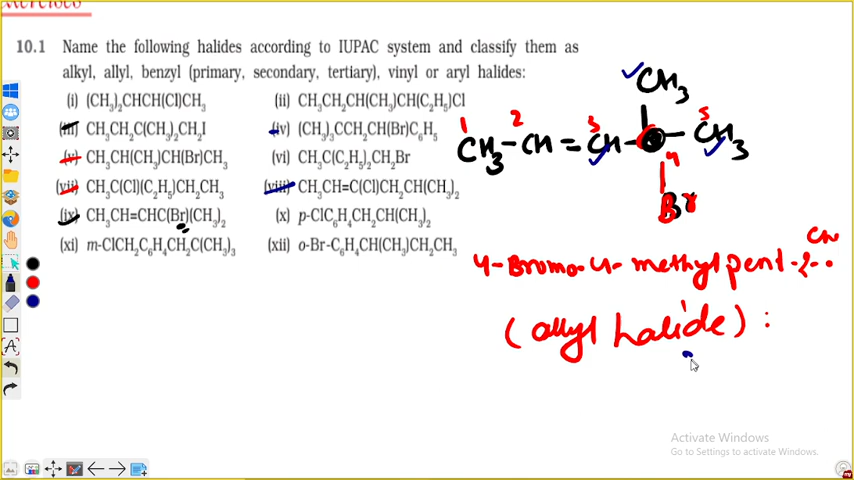 Exercises
10.1 Name the following halides according to IUPAC system and classify them as
alkyl, allyl, benzyl (primary, secondary, tertiary), vinyl or aryl halides:
(i) (CH₃)₂CHCH(Cl)CH₃ (ii) CH₃CH₂CH(CH₃)CH(C₂H₅)Cl
(iii) CH₃CH₂C(CH₃)₂CH₂I (iv) (CH₃)₃CCH₂CH(Br)C₆H₅
(v) CH₃CH(CH₃)CH(Br)CH₃ (vi) CH₃C(C₂H₅)₂CH₂Br
(vii) CH₃C(Cl)(C₂H₅)CH₂CH₃ (viii) CH₃CH=C(Cl)CH₂CH(CH₃)₂
(ix) CH₃CH=CHC(Br)(CH₃)₂ (x) p-ClC₆H₄CH₂CH(CH₃)₂
(xi) m-ClCH₂C₆H₄CH₂C(CH₃)₃ (xii) o-Br-C₆H₄CH(CH₃)CH₂CH₃
CH₃
1 2 3 5
CH₃-CH=CH-C-CH₃
4
Br
4-Bromo-4-methylpent-2-
(allyl halide):
Activate Windows
Go to Settings to activate Windows.